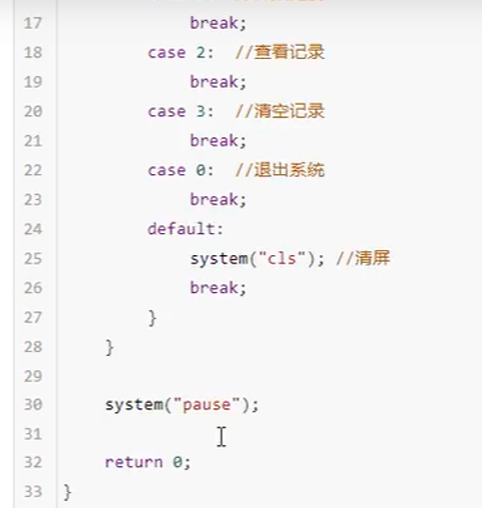 17 break;
18 case 2: //查看记录
19 break;
20 case 3: //清空记录
21 break;
22 case 0: //退出系统
23 break;
24 default:
25 system("cls"); //清屏
26 break;
27 }
28 }
29
30 system("pause");
31
32 return 0;
33 }